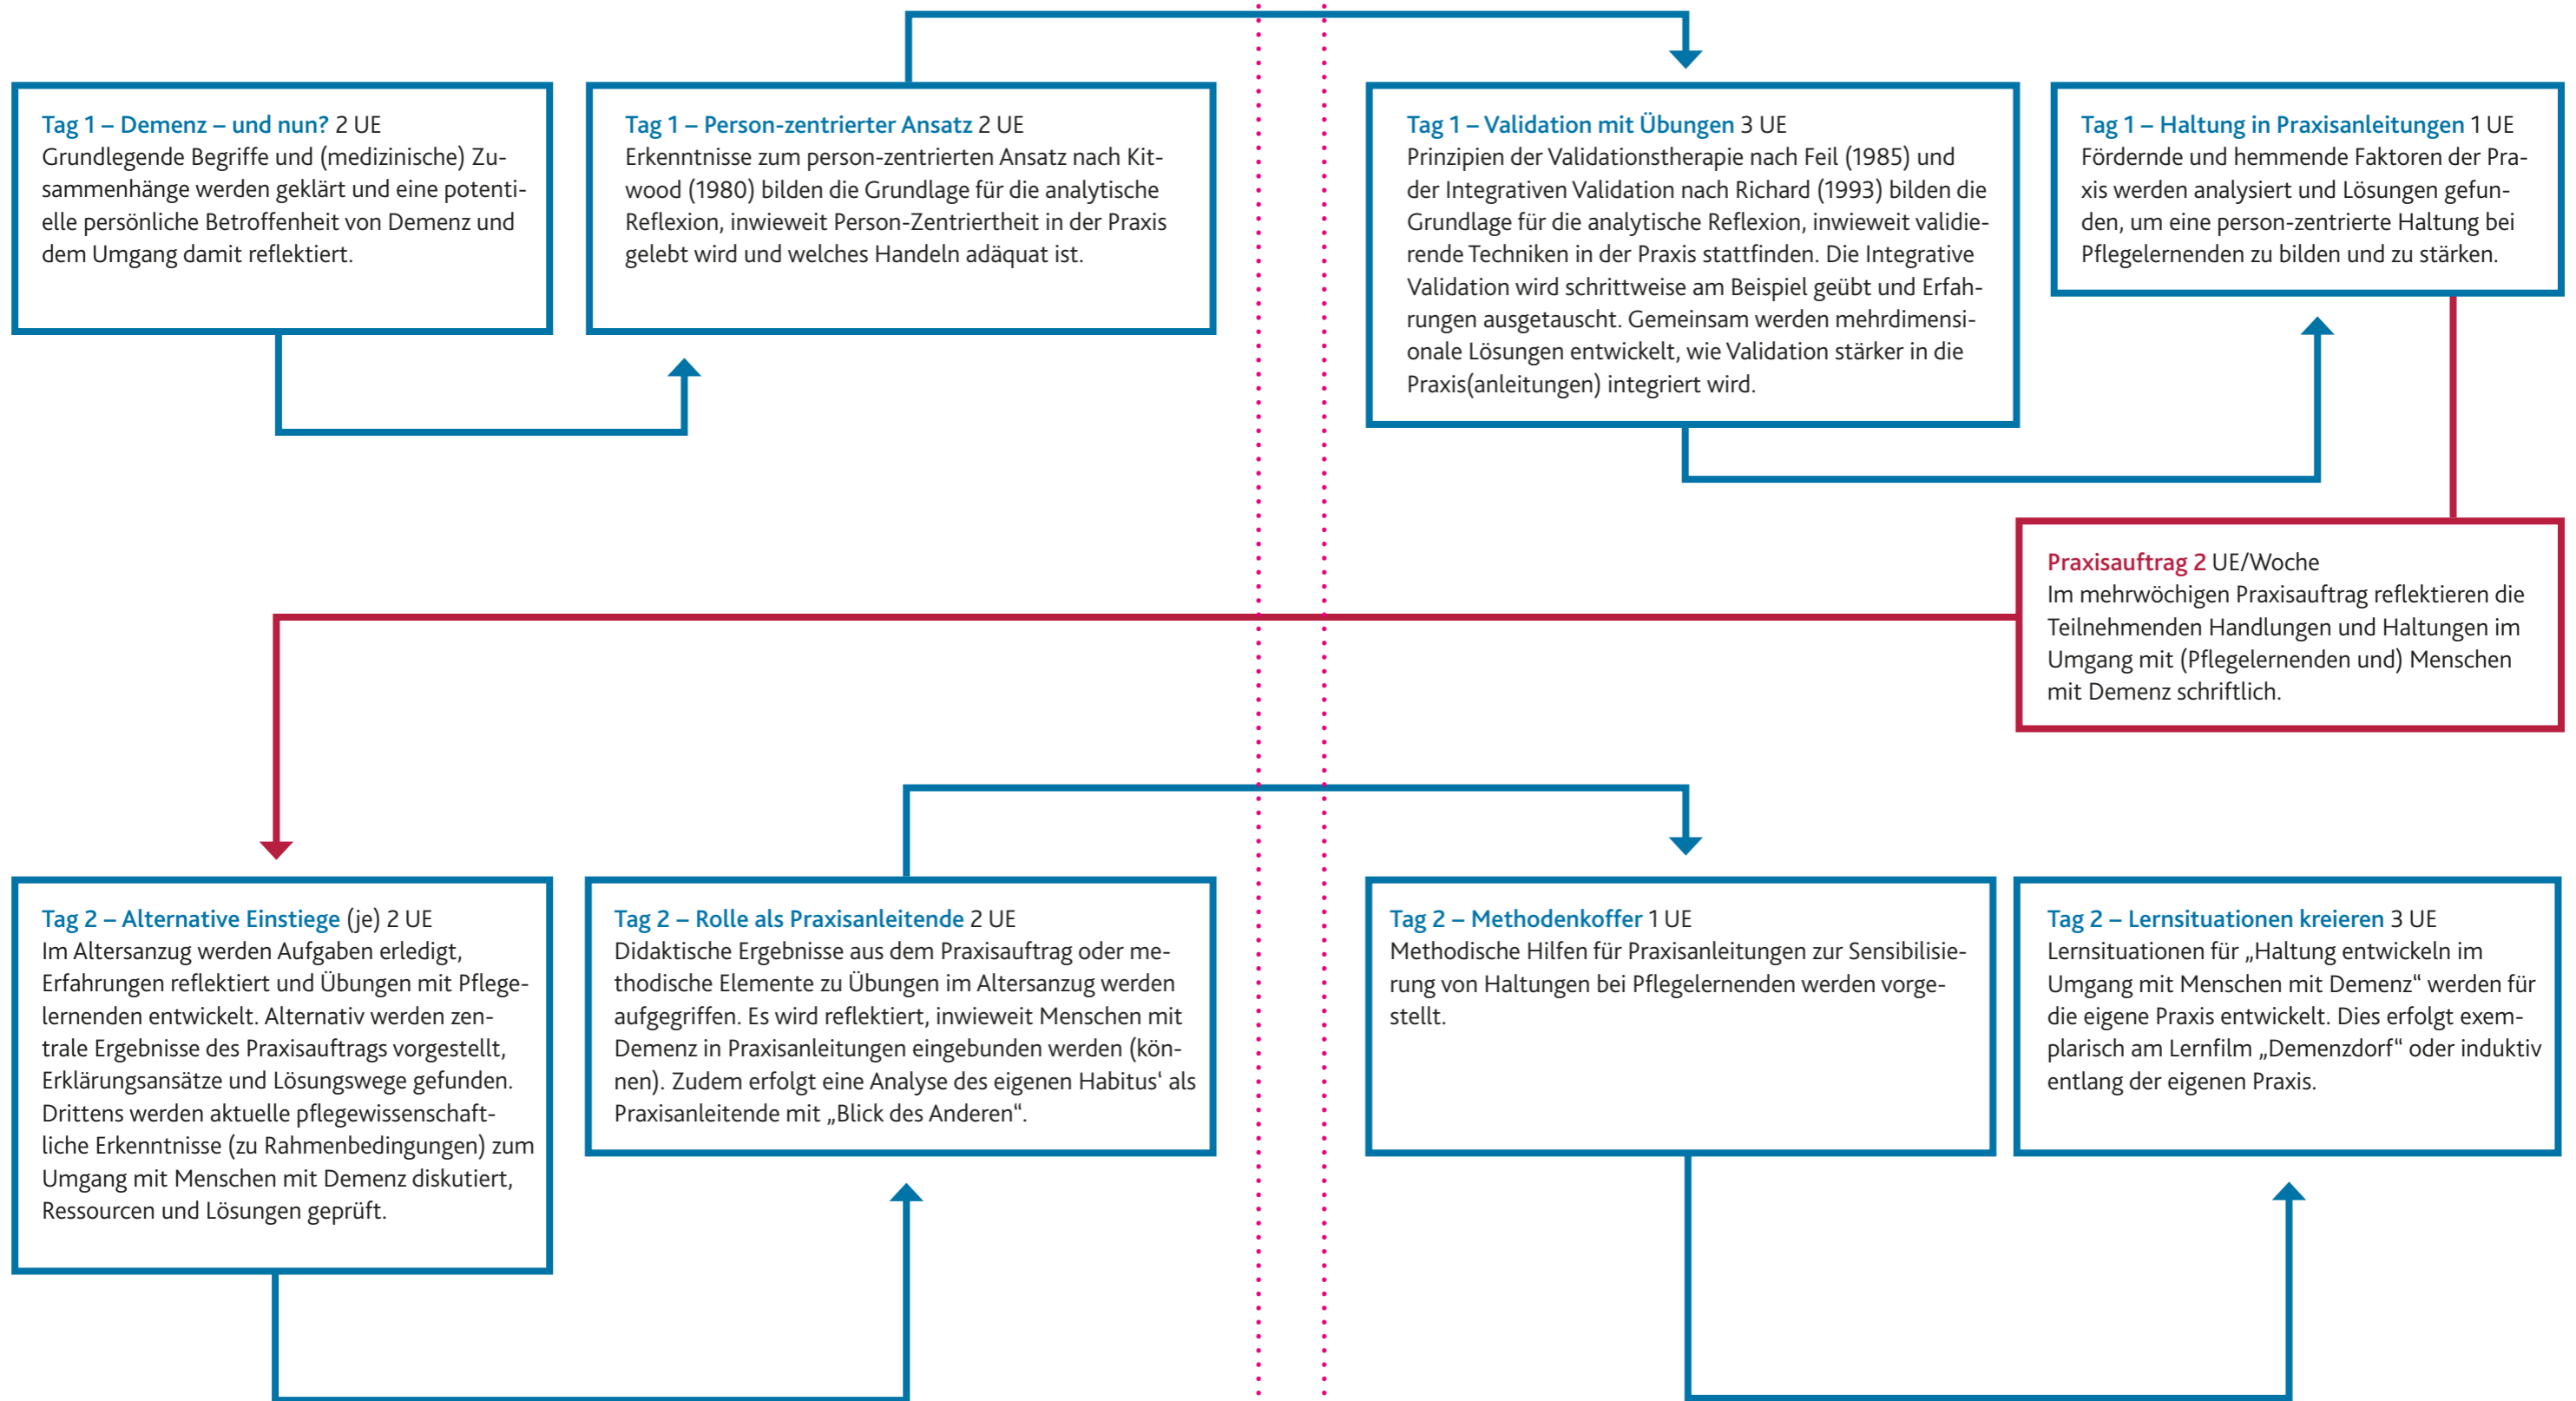 Tag 1 – Demenz – und nun? 2 UE
Grundlegende Begriffe und (medizinische) Zu-
sammenhänge werden geklärt und eine potenti-
elle persönliche Betroffenheit von Demenz und
dem Umgang damit reflektiert.
Tag 1 – Person-zentrierter Ansatz 2 UE
Erkenntnisse zum person-zentrierten Ansatz nach Kit-
wood (1980) bilden die Grundlage für die analytische
Reflexion, inwieweit Person-Zentriertheit in der Praxis
gelebt wird und welches Handeln adäquat ist.
Tag 1 – Validation mit Übungen 3 UE
Prinzipien der Validationstherapie nach Feil (1985) und
der Integrativen Validation nach Richard (1993) bilden die
Grundlage für die analytische Reflexion, inwieweit validie-
rende Techniken in der Praxis stattfinden. Die Integrative
Validation wird schrittweise am Beispiel geübt und Erfah-
rungen ausgetauscht. Gemeinsam werden mehrdimensi-
onale Lösungen entwickelt, wie Validation stärker in die
Praxis(anleitungen) integriert wird.
Tag 1 – Haltung in Praxisanleitungen 1 UE
Fördernde und hemmende Faktoren der Pra-
xis werden analysiert und Lösungen gefun-
den, um eine person-zentrierte Haltung bei
Pflegelernenden zu bilden und zu stärken.
Praxisauftrag 2 UE/Woche
Im mehrwöchigen Praxisauftrag reflektieren die
Teilnehmenden Handlungen und Haltungen im
Umgang mit (Pflegelernenden und) Menschen
mit Demenz schriftlich.
Tag 2 – Alternative Einstiege (je) 2 UE
Im Altersanzug werden Aufgaben erledigt,
Erfahrungen reflektiert und Übungen mit Pflege-
lernenden entwickelt. Alternativ werden zen-
trale Ergebnisse des Praxisauftrags vorgestellt,
Erklärungsansätze und Lösungswege gefunden.
Drittens werden aktuelle pflegewissenschaft-
liche Erkenntnisse (zu Rahmenbedingungen) zum
Umgang mit Menschen mit Demenz diskutiert,
Ressourcen und Lösungen geprüft.
Tag 2 – Rolle als Praxisanleitende 2 UE
Didaktische Ergebnisse aus dem Praxisauftrag oder me-
thodische Elemente zu Übungen im Altersanzug werden
aufgegriffen. Es wird reflektiert, inwieweit Menschen mit
Demenz in Praxisanleitungen eingebunden werden (kön-
nen). Zudem erfolgt eine Analyse des eigenen Habitus‘ als
Praxisanleitende mit „Blick des Anderen“.
Tag 2 – Methodenkoffer 1 UE
Methodische Hilfen für Praxisanleitungen zur Sensibilisie-
rung von Haltungen bei Pflegelernenden werden vorge-
stellt.
Tag 2 – Lernsituationen kreieren 3 UE
Lernsituationen für „Haltung entwickeln im
Umgang mit Menschen mit Demenz“ werden für
die eigene Praxis entwickelt. Dies erfolgt exem-
plarisch am Lernfilm „Demenzdorf“ oder induktiv
entlang der eigenen Praxis.